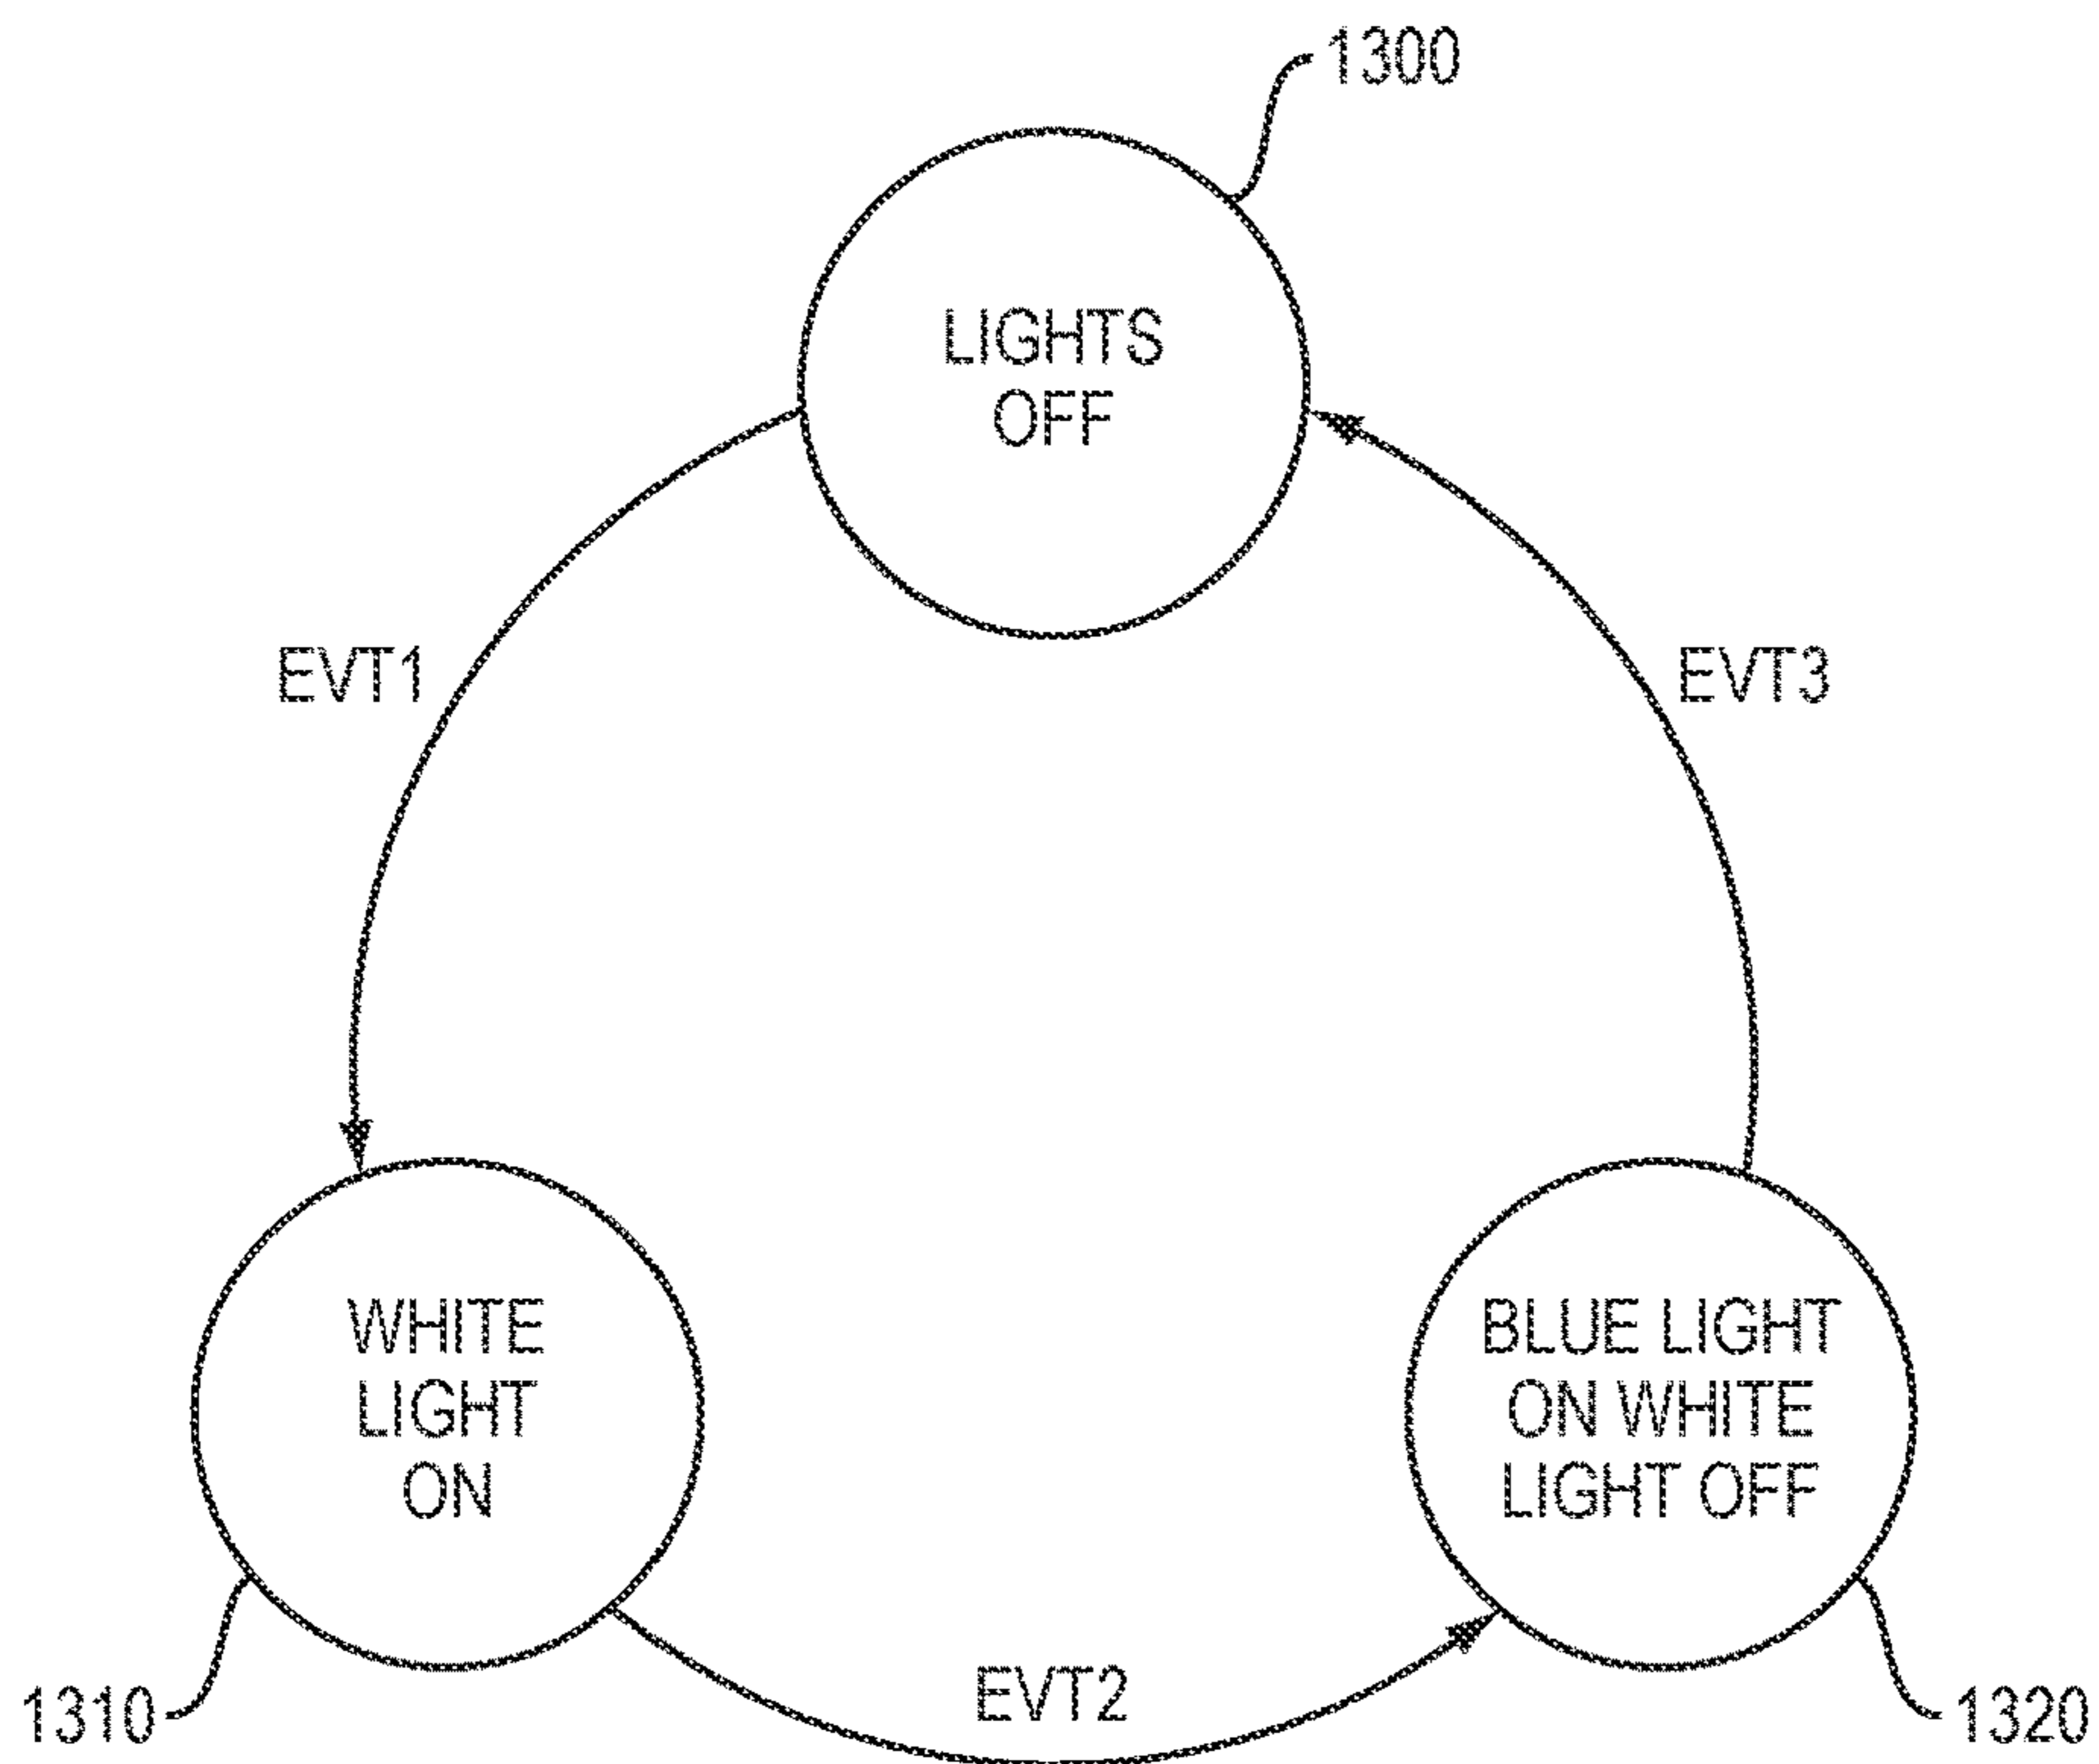 1300
LIGHTS
OFF
EVT1
EVT3
WHITE
LIGHT
ON
BLUE LIGHT
ON WHITE
LIGHT OFF
1310
EVT2
1320